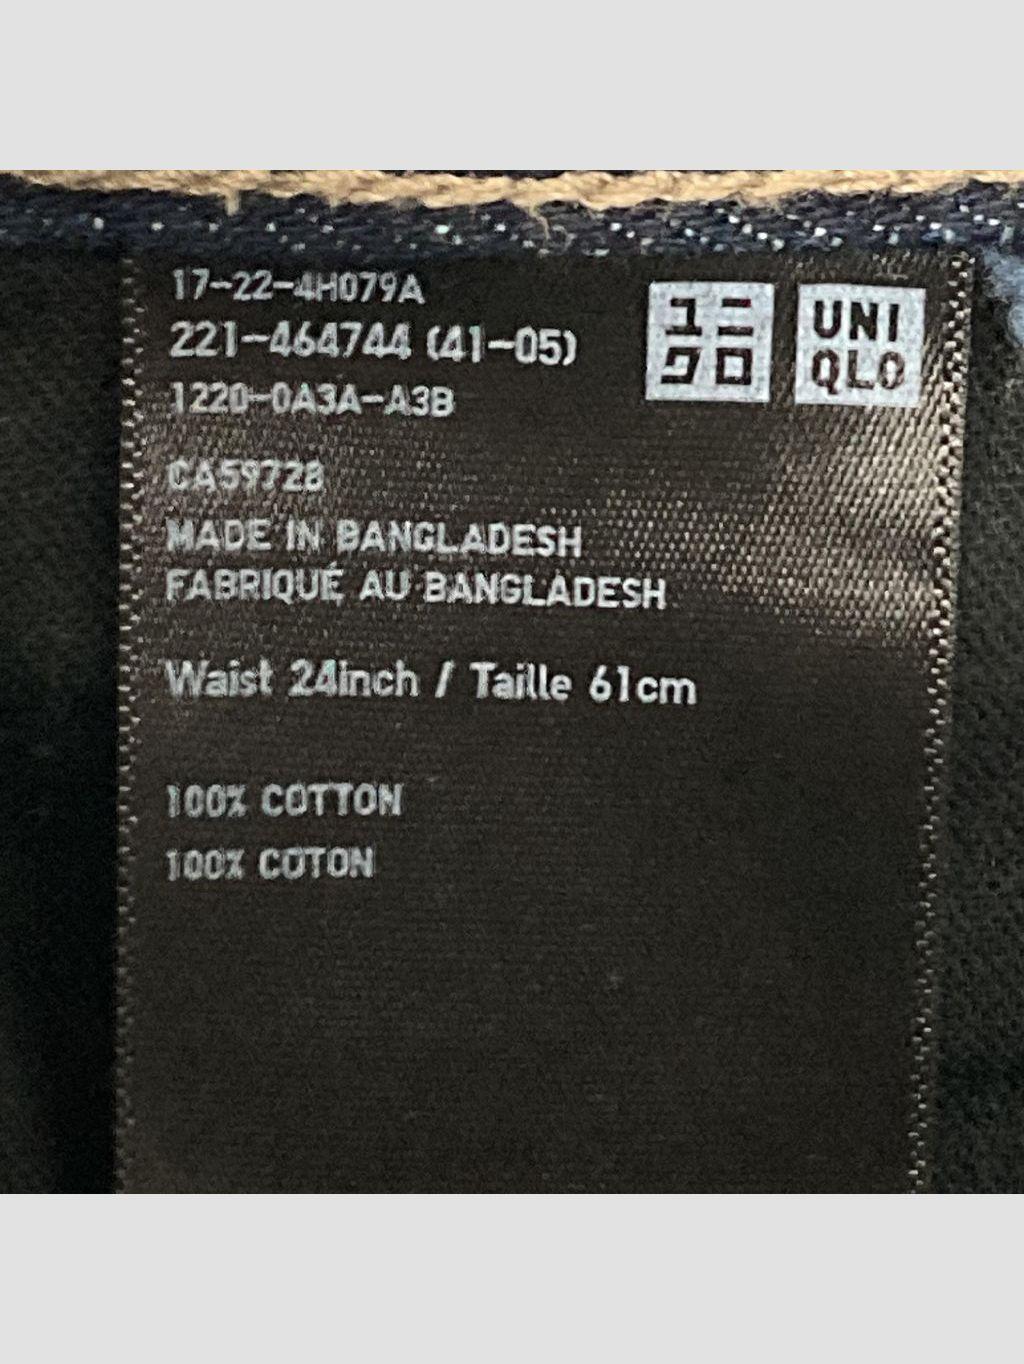 17-22-4H079A
221-464744 (41-05)
1220-0A3A-A3B
ユニ
クロ
UNI
QLO
CA59728
MADE IN BANGLADESH
FABRIQUÉ AU BANGLADESH
Waist 24inch / Taille 61cm
100% COTTON
100% COTON